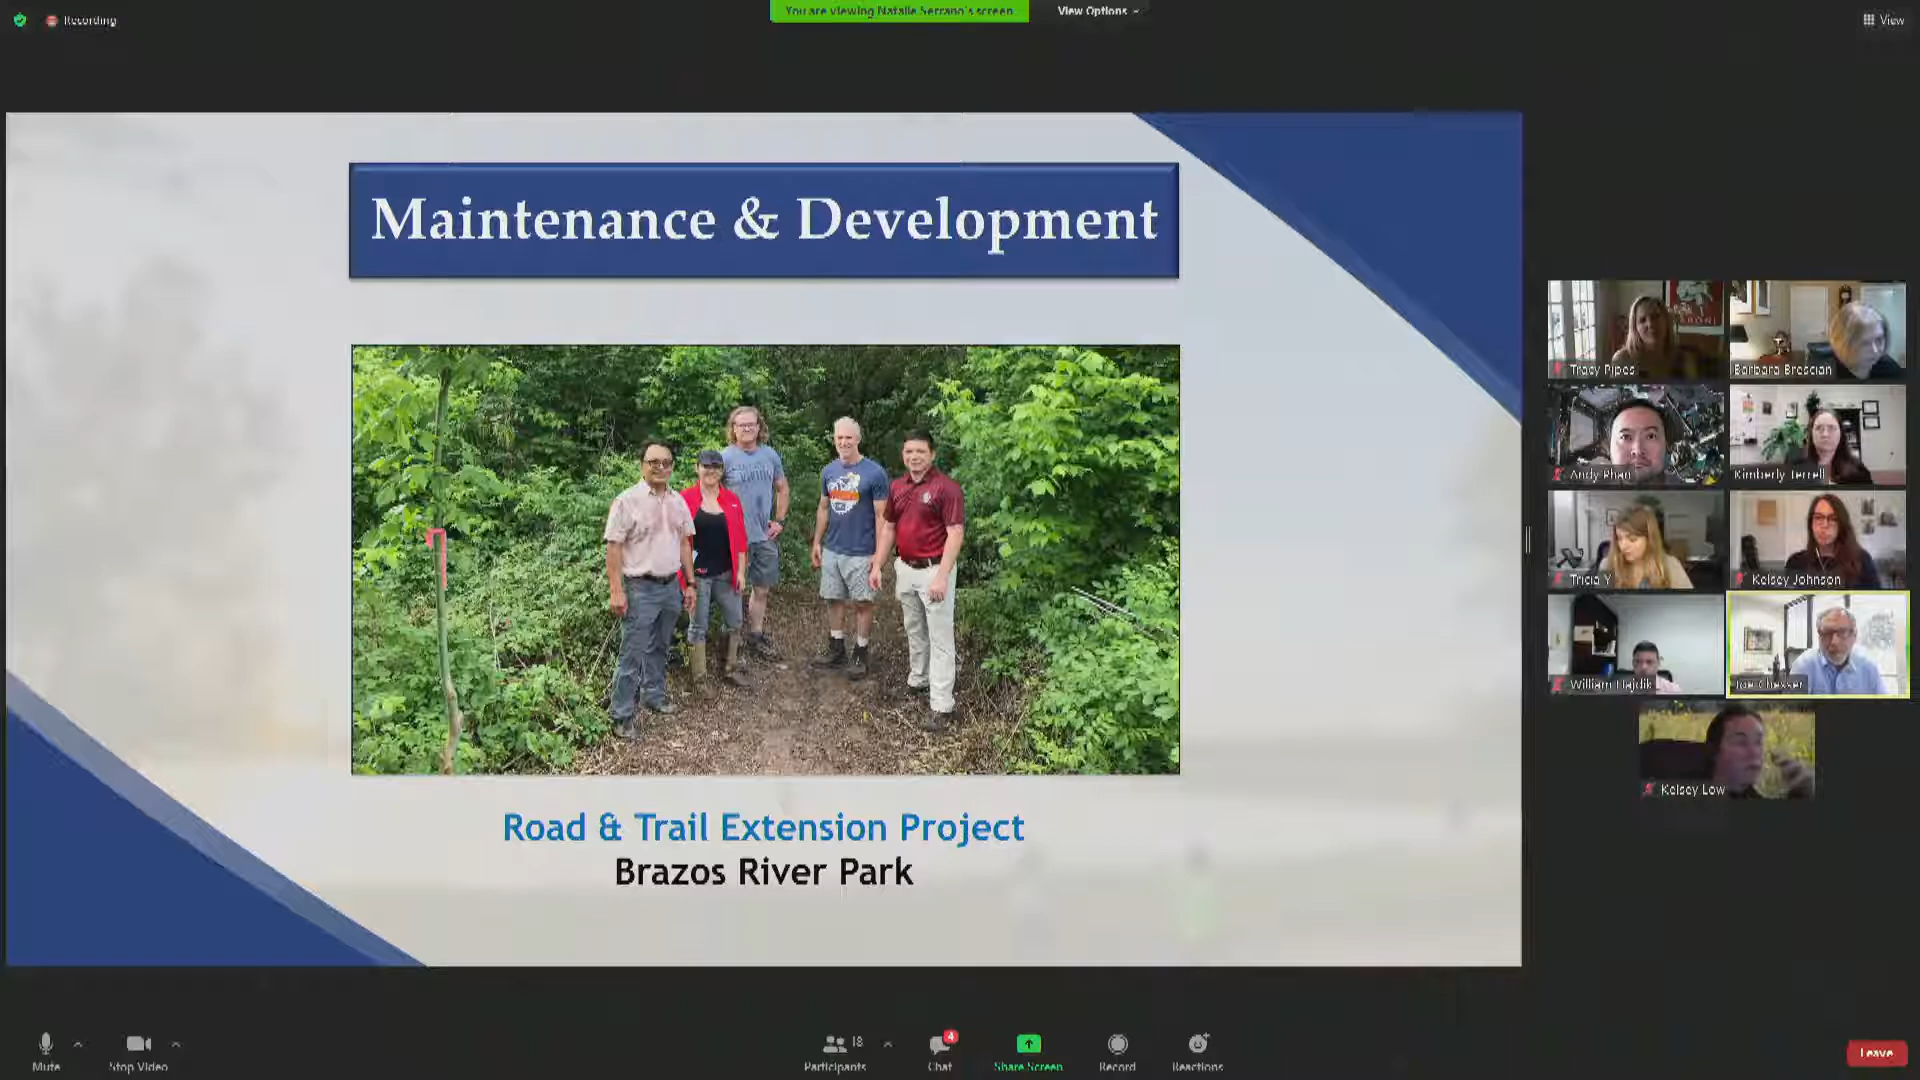 Recording
You are viewing Natalie Serrano's screen
View Options
View
Maintenance & Development
Road & Trail Extension Project
Brazos River Park
Tracy Pipes
Barbara Brescian
Andy Phan
Kimberly Terrell
Tricia Y
Kelsey Johnson
William Hajdik
Joe Chesser
Kelsey Low
Mute
Stop Video
Participants
18
Chat
4
Share Screen
Record
Reactions
Leave